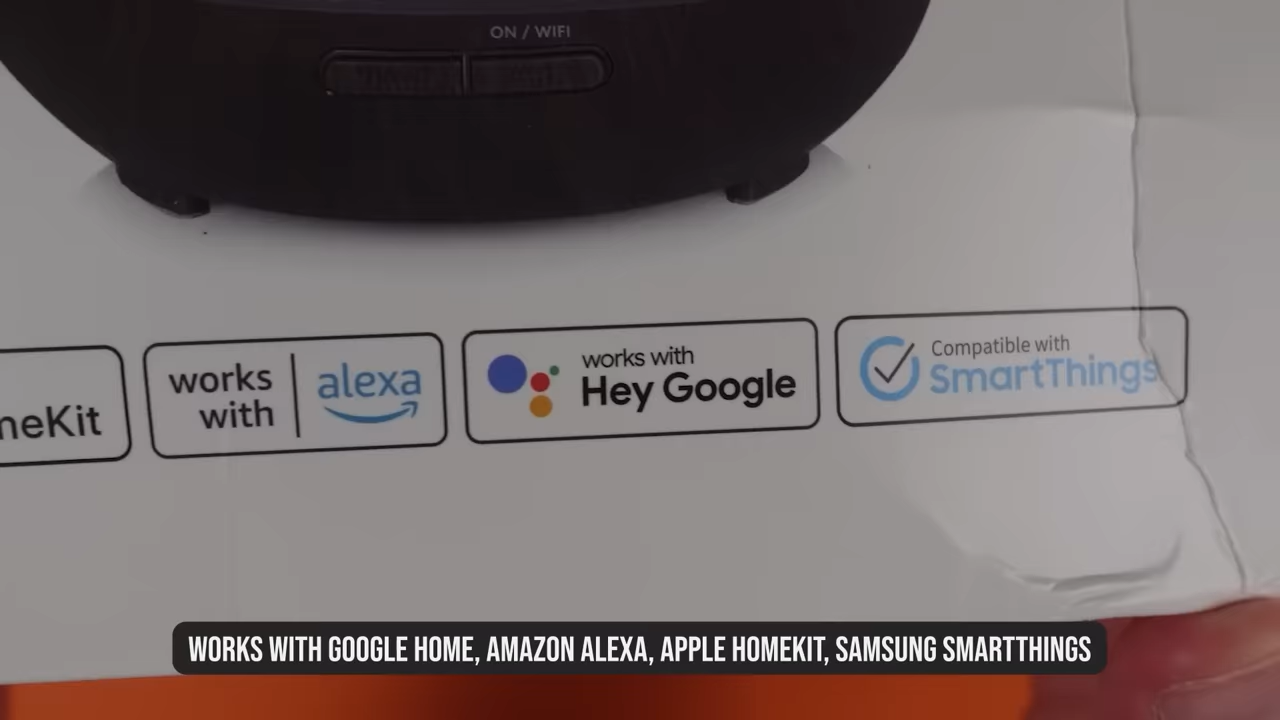 ON / WIFI
meKit
works with
alexa
works with
Hey Google
Compatible with
SmartThings
WORKS WITH GOOGLE HOME, AMAZON ALEXA, APPLE HOMEKIT, SAMSUNG SMARTTHINGS